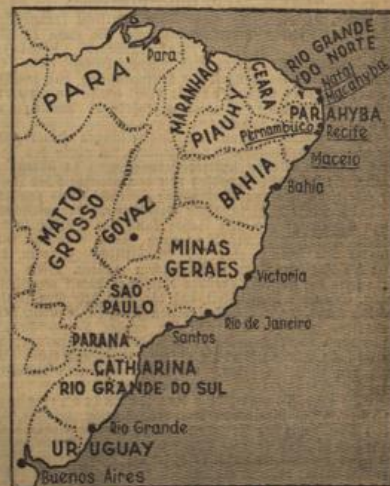 RIO GRANDE
DO NORTE
Para
PARA'
MARANHAO
CEARA
Natal
Macahyba
PIAUHY
PARAHYBA
Pernambuco
Recife
Maceio
BAHIA
Bahia
MATTO
GROSSO
GOYAZ
MINAS
GERAES
Victoria
SAO
PAULO
Rio de Janeiro
Santos
PARANA
CATHARINA
RIO GRANDE DO SUL
Rio Grande
URUGUAY
Buenos Aires